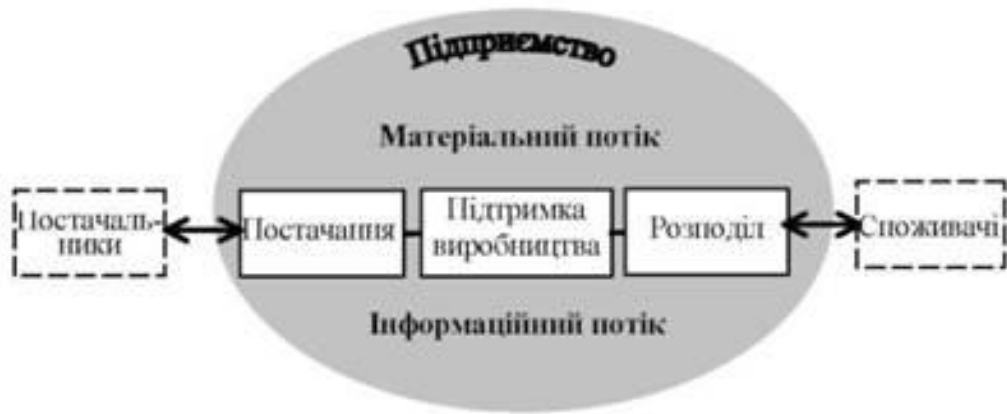 Підприємство
Матеріальний потік
Постачаль-
ники
Постачання
Підтримка
виробництва
Розподіл
Споживачі
Інформаційний потік